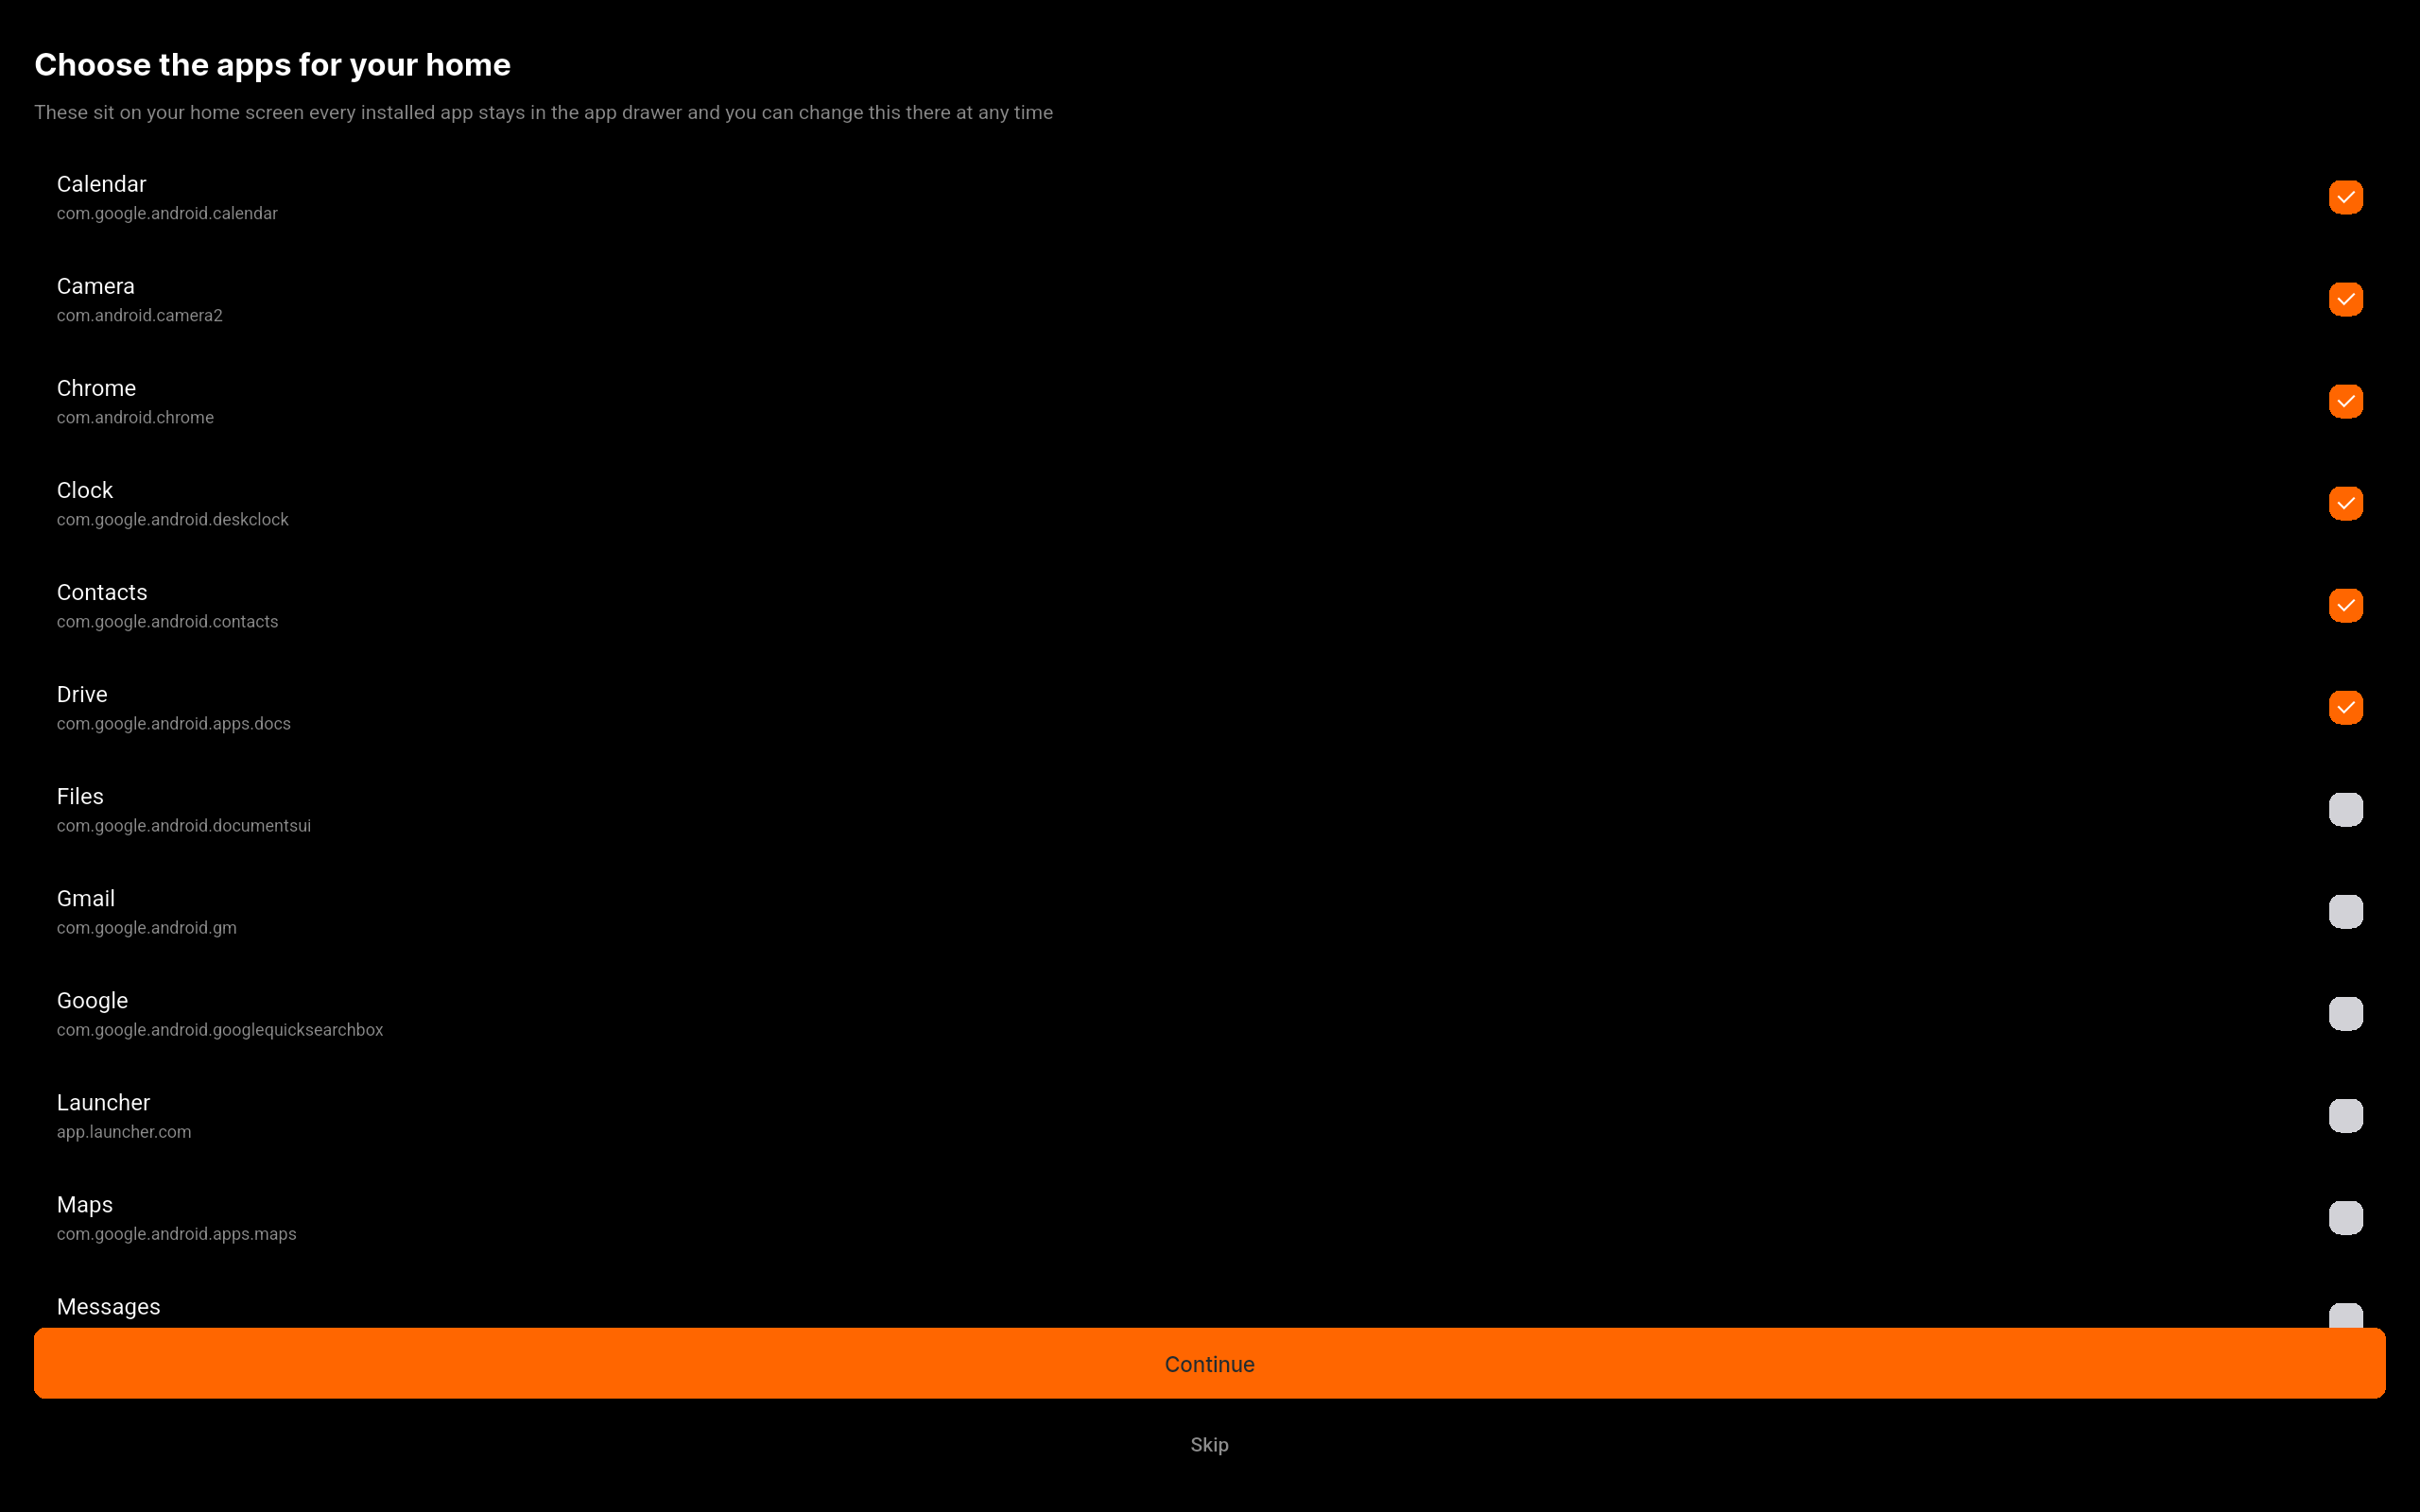 Choose the apps for your home
These sit on your home screen every installed app stays in the app drawer and you can change this there at any time
Calendar
com.google.android.calendar
Camera
com.android.camera2
Chrome
com.android.chrome
Clock
com.google.android.deskclock
Contacts
com.google.android.contacts
Drive
com.google.android.apps.docs
Files
com.google.android.documentsui
Gmail
com.google.android.gm
Google
com.google.android.googlequicksearchbox
Launcher
app.launcher.com
Maps
com.google.android.apps.maps
Messages
Continue
Skip